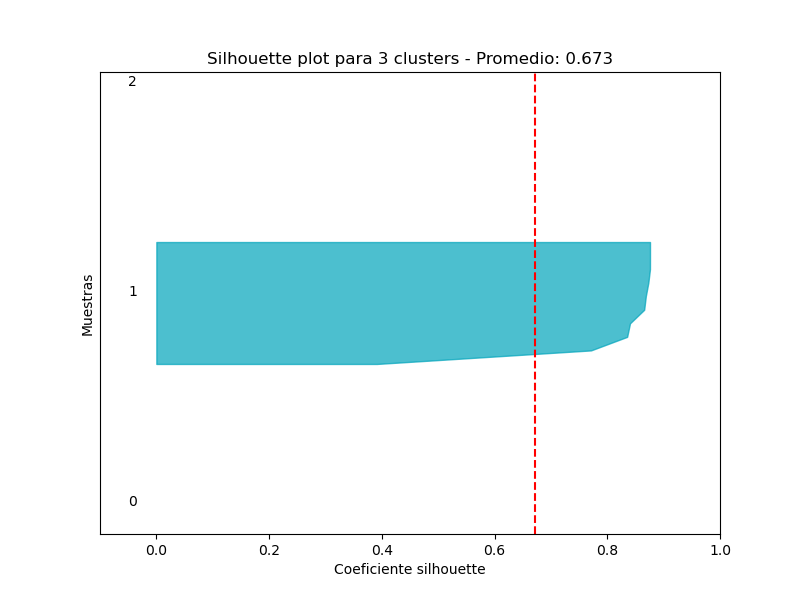 Silhouette plot para 3 clusters - Promedio: 0.673
2
1
0
Muestras
0.0 0.2 0.4 0.6 0.8 1.0
Coeficiente silhouette